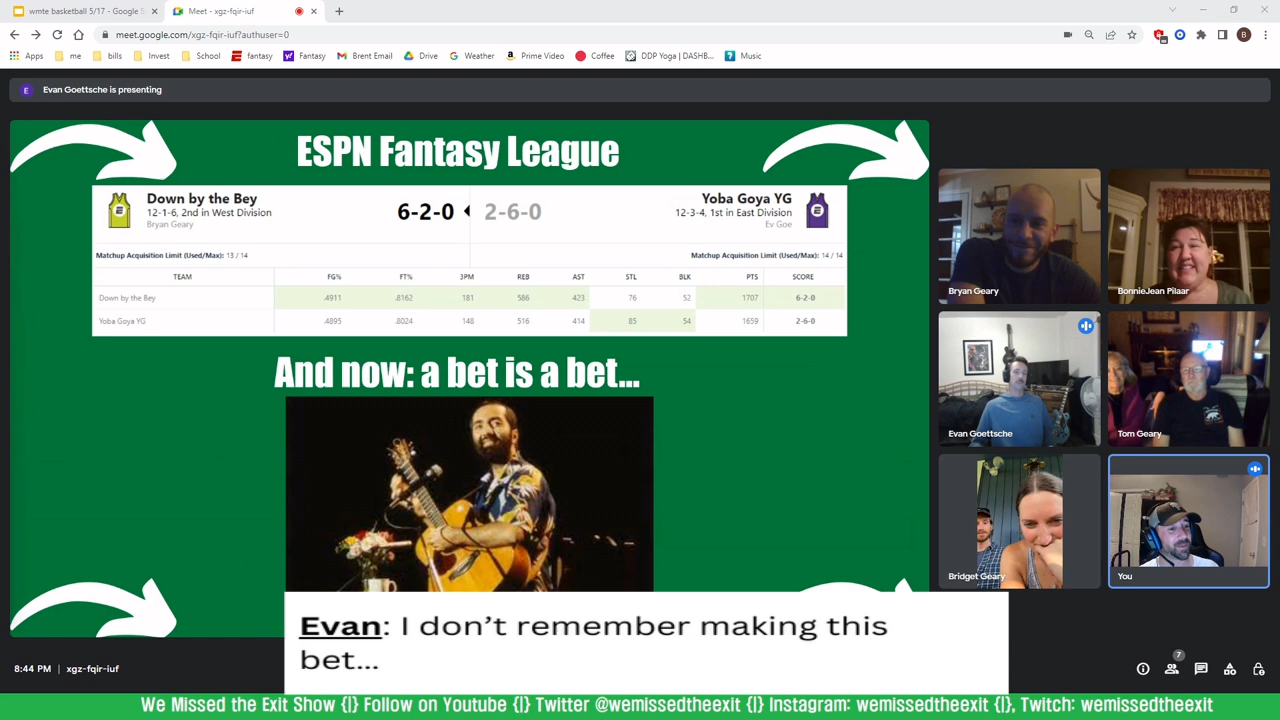 wmte basketball 5/17 - Google S
Meet - xgz-fqir-iuf
meet.google.com/xgz-fqir-iuf?authuser=0
B
Apps me bills Invest School fantasy Fantasy Brent Email Drive Weather Prime Video Coffee DDP Yoga | DASHB... Music
E Evan Goettsche is presenting
ESPN Fantasy League
Down by the Bey
12-1-6, 2nd in West Division
Bryan Geary
6-2-0
2-6-0
Yoba Goya YG
12-3-4, 1st in East Division
Ev Goe
Matchup Acquisition Limit (Used/Max): 13 / 14
Matchup Acquisition Limit (Used/Max): 14 / 14
TEAM FG% FT% 3PM REB AST STL BLK PTS SCORE
Down by the Bey .4911 .8162 181 586 423 76 52 1707 6-2-0
Yoba Goya YG .4895 .8024 148 516 414 85 54 1659 2-6-0
And now: a bet is a bet...
Bryan Geary
BonnieJean Pilaar
Evan Goettsche
Tom Geary
Bridget Geary
You
Evan: I don’t remember making this
bet...
8:44 PM | xgz-fqir-iuf
7
We Missed the Exit Show {|} Follow on Youtube {|} Twitter @wemissedtheexit {|} Instagram: wemissedtheexit {|}, Twitch: wemissedtheexit